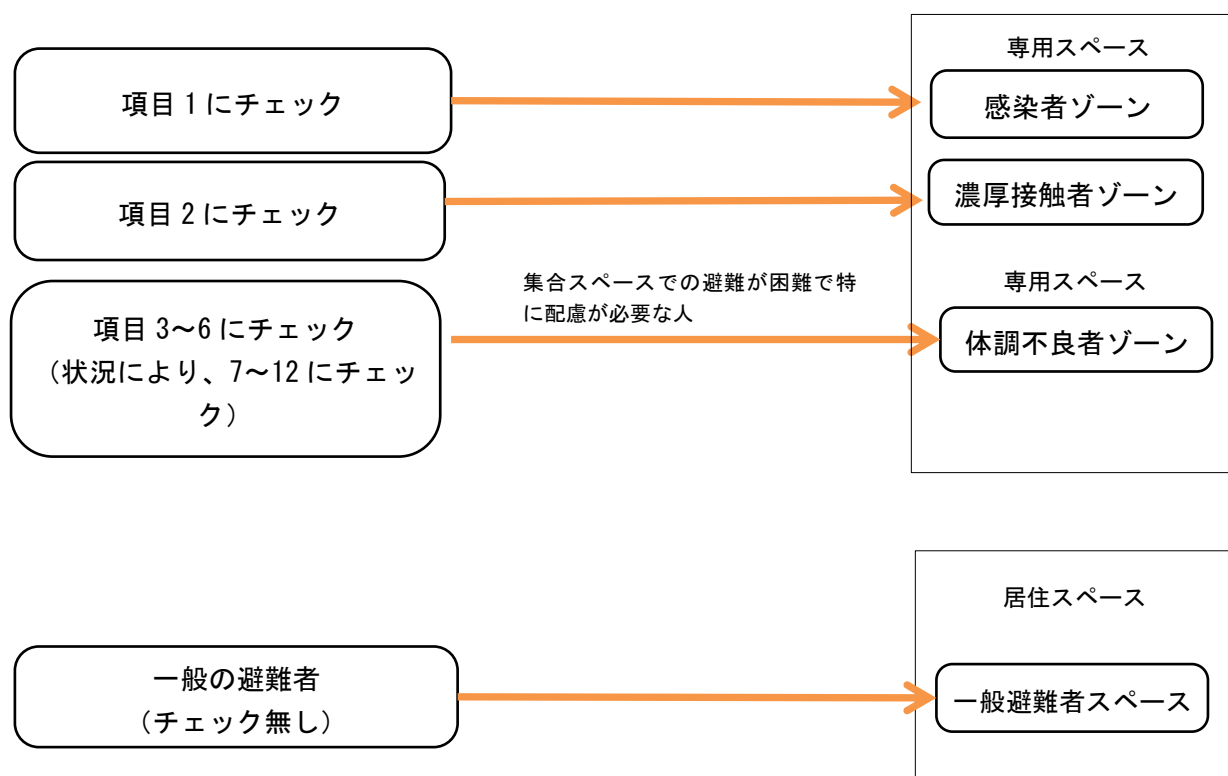 専用スペース
項目1にチェック
感染者ゾーン
項目2にチェック
濃厚接触者ゾーン
集合スペースでの避難が困難で特
に配慮が必要な人
専用スペース
項目3～6にチェック
（状況により、7～12にチェッ
ク）
体調不良者ゾーン
居住スペース
一般の避難者
（チェック無し）
一般避難者スペース